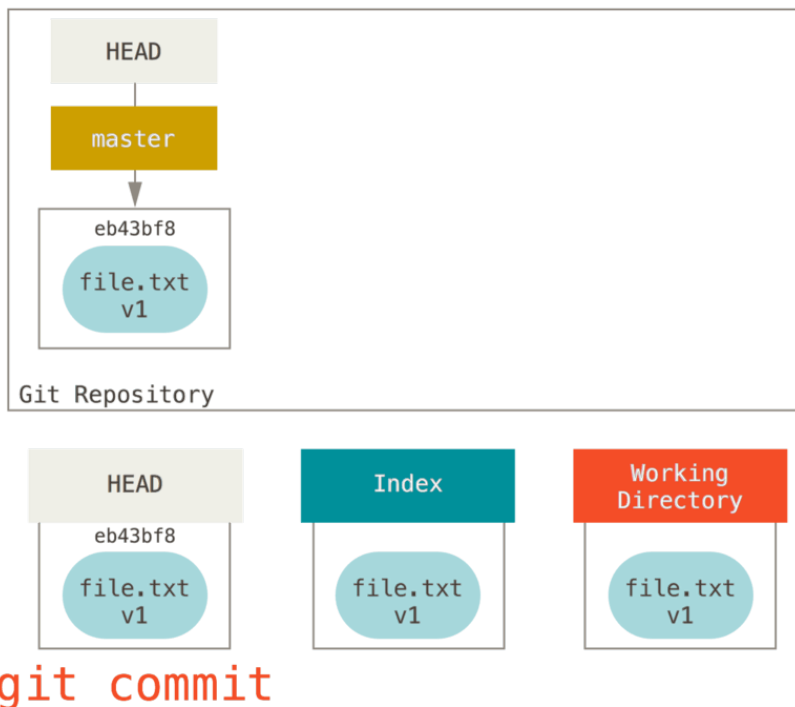 HEAD
master
eb43bf8
file.txt
v1
Git Repository
HEAD
Index
Working
Directory
eb43bf8
file.txt
v1
file.txt
v1
file.txt
v1
git commit